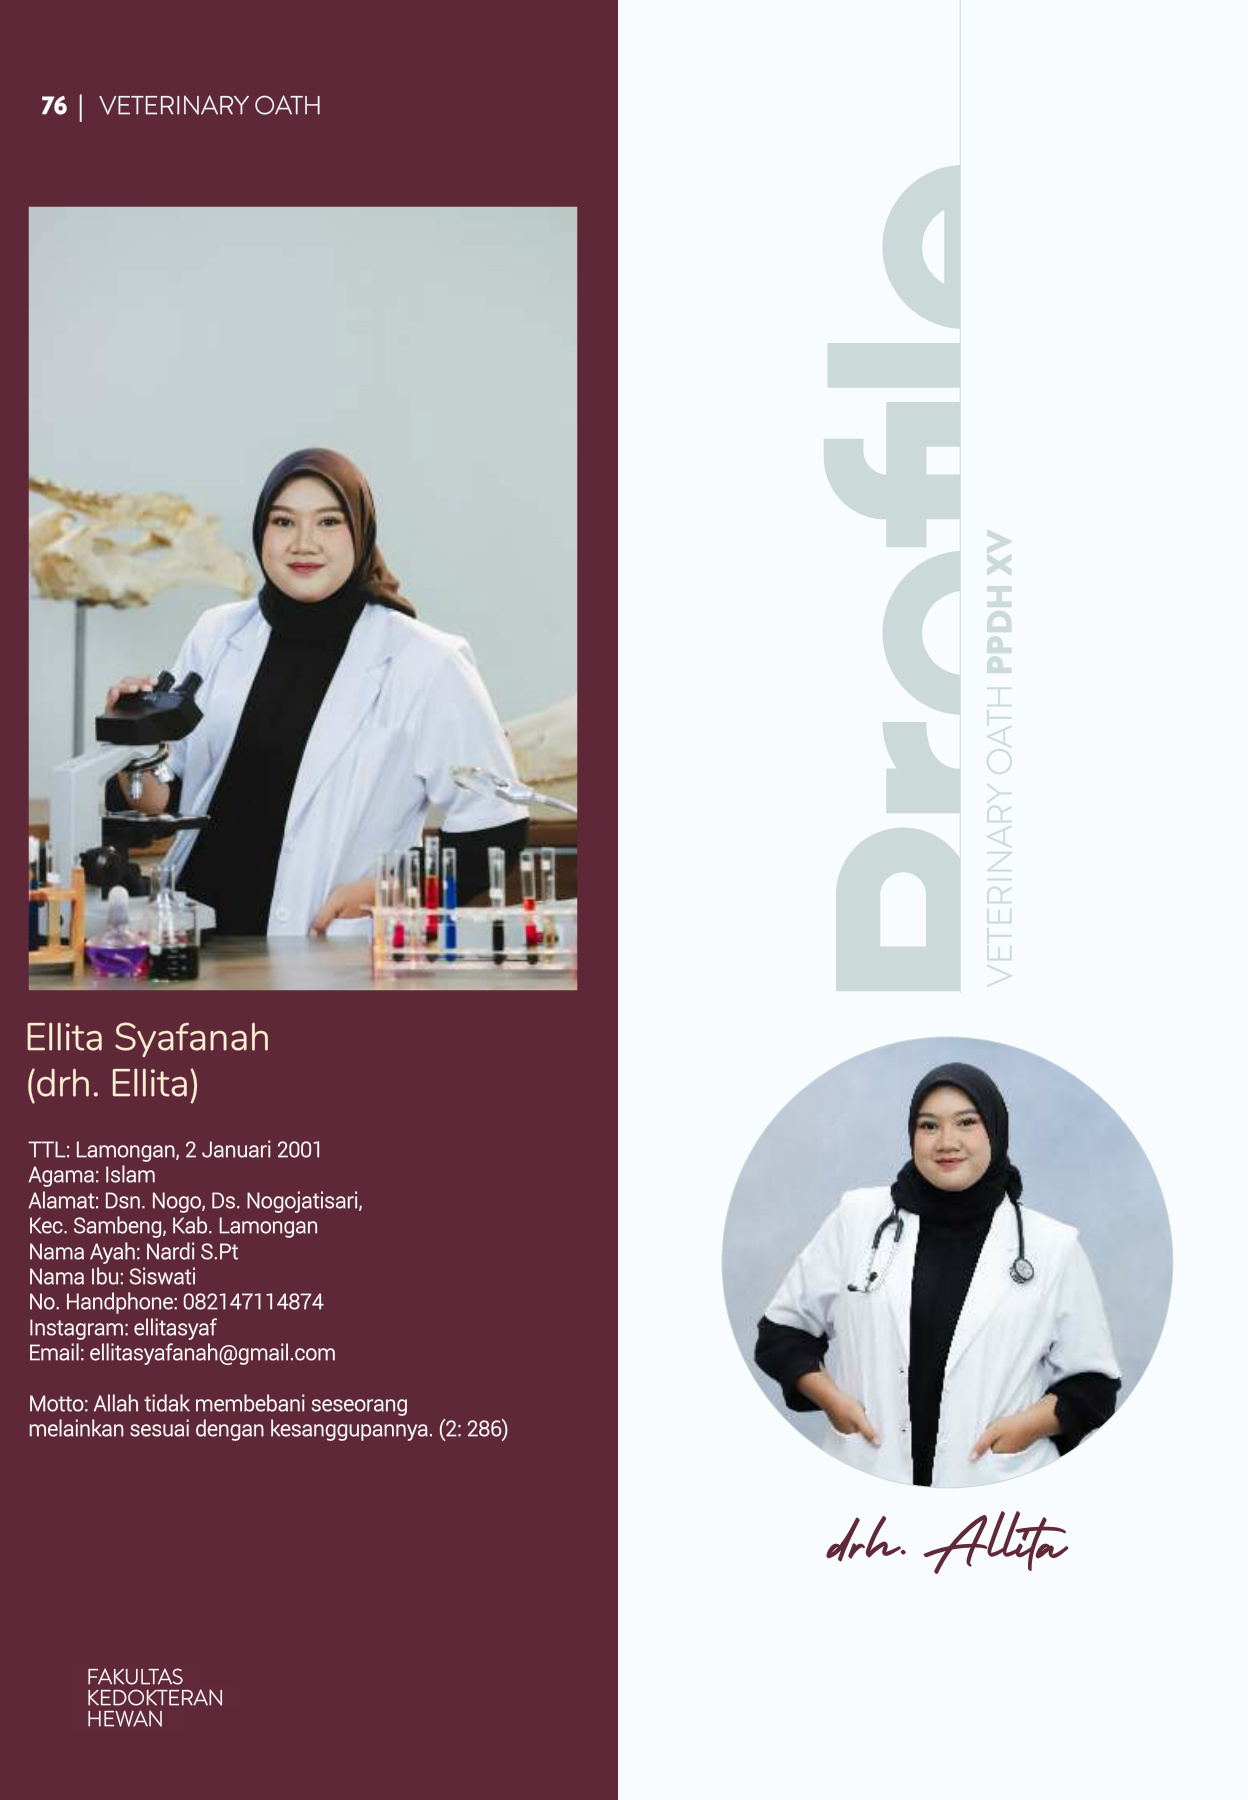 76 | VETERINARY OATH
Ellita Syafanah
(drh. Ellita)
TTL: Lamongan, 2 Januari 2001
Agama: Islam
Alamat: Dsn. Nogo, Ds. Nogojatisari,
Kec. Sambeng, Kab. Lamongan
Nama Ayah: Nardi S.Pt
Nama Ibu: Siswati
No. Handphone: 082147114874
Instagram: ellitasyaf
Email: ellitasyafanah@gmail.com
Motto: Allah tidak membebani seseorang
melainkan sesuai dengan kesanggupannya. (2: 286)
FAKULTAS
KEDOKTERAN
HEWAN
Profile
VETERINARY OATH PPDH XV
drh. Allita